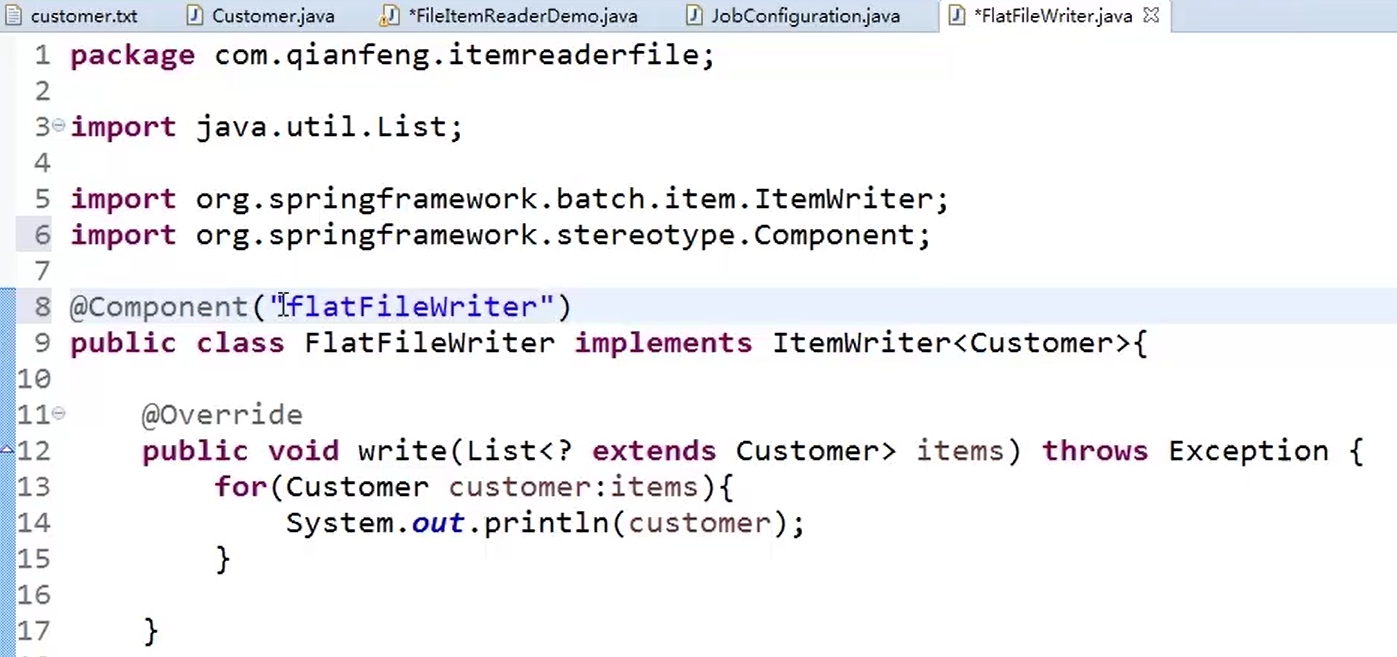 customer.txt Customer.java *FileItemReaderDemo.java JobConfiguration.java *FlatFileWriter.java
1 package com.qianfeng.itemreaderfile;
2
3 import java.util.List;
4
5 import org.springframework.batch.item.ItemWriter;
6 import org.springframework.stereotype.Component;
7
8 @Component("flatFileWriter")
9 public class FlatFileWriter implements ItemWriter<Customer>{
10
11 @Override
12 public void write(List<? extends Customer> items) throws Exception {
13 for(Customer customer:items){
14 System.out.println(customer);
15 }
16
17 }